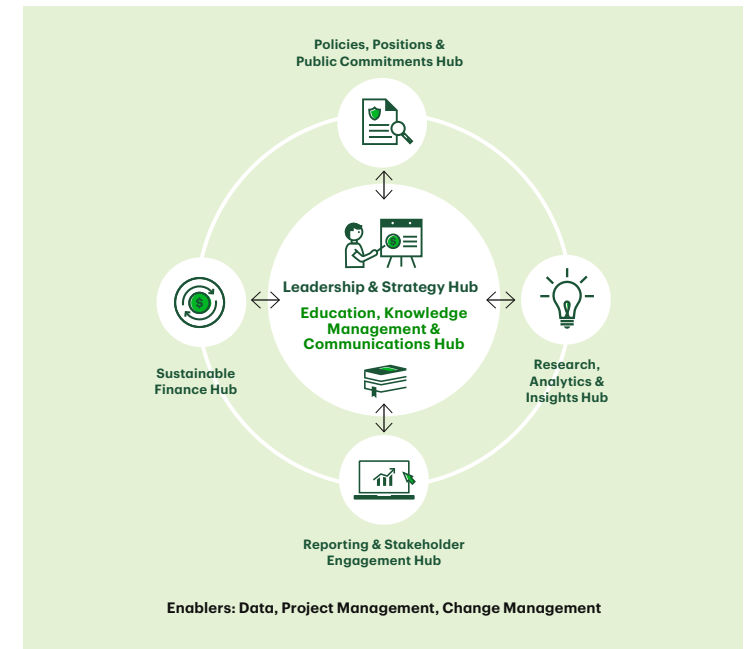 Policies, Positions &
Public Commitments Hub
$
$
Leadership & Strategy Hub
Education, Knowledge
Management &
Communications Hub
Sustainable
Finance Hub
Research,
Analytics &
Insights Hub
Reporting & Stakeholder
Engagement Hub
Enablers: Data, Project Management, Change Management